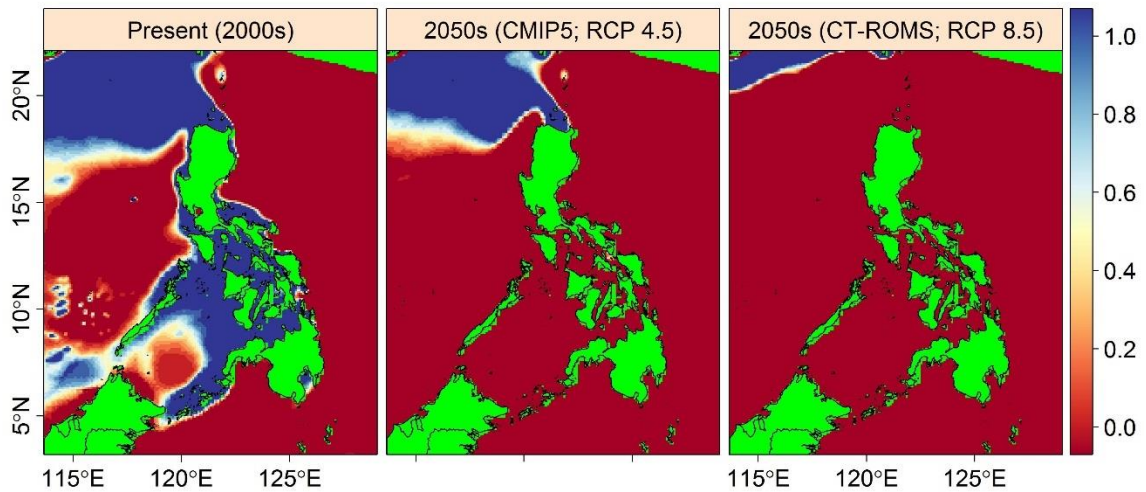 Present (2000s)
2050s (CMIP5; RCP 4.5)
2050s (CT-ROMS; RCP 8.5)
20°N
15°N
10°N
5°N
115°E
120°E
125°E
115°E
120°E
125°E
1.0
0.8
0.6
0.4
0.2
0.0